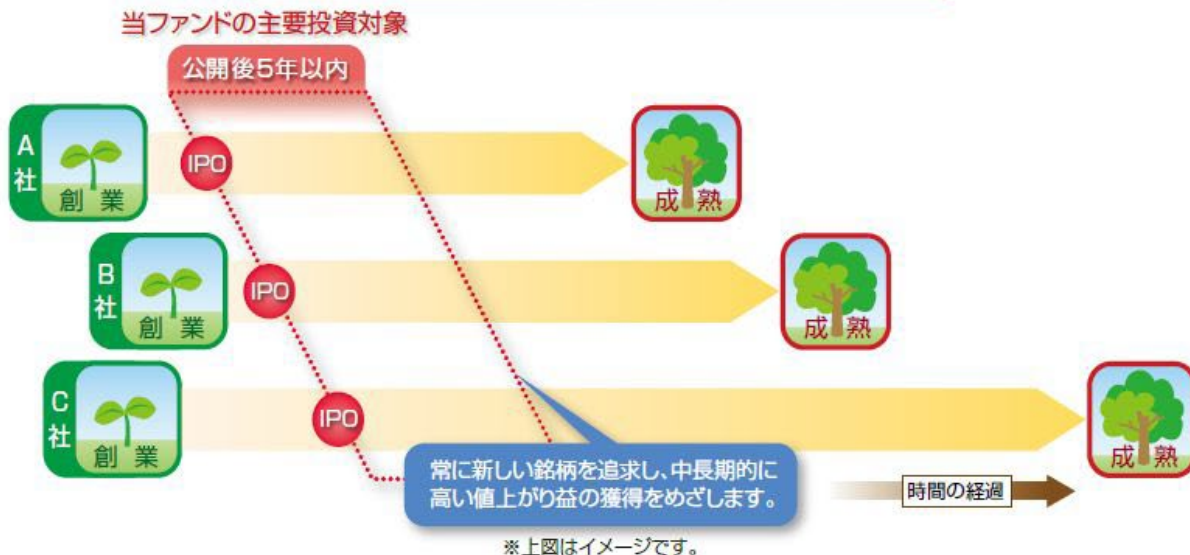 当ファンドの主要投資対象
公開後5年以内
A社
創業
IPO
成熟
B社
創業
IPO
成熟
C社
創業
IPO
成熟
常に新しい銘柄を追求し、中長期的に
高い値上がり益の獲得をめざします。
時間の経過
※上図はイメージです。